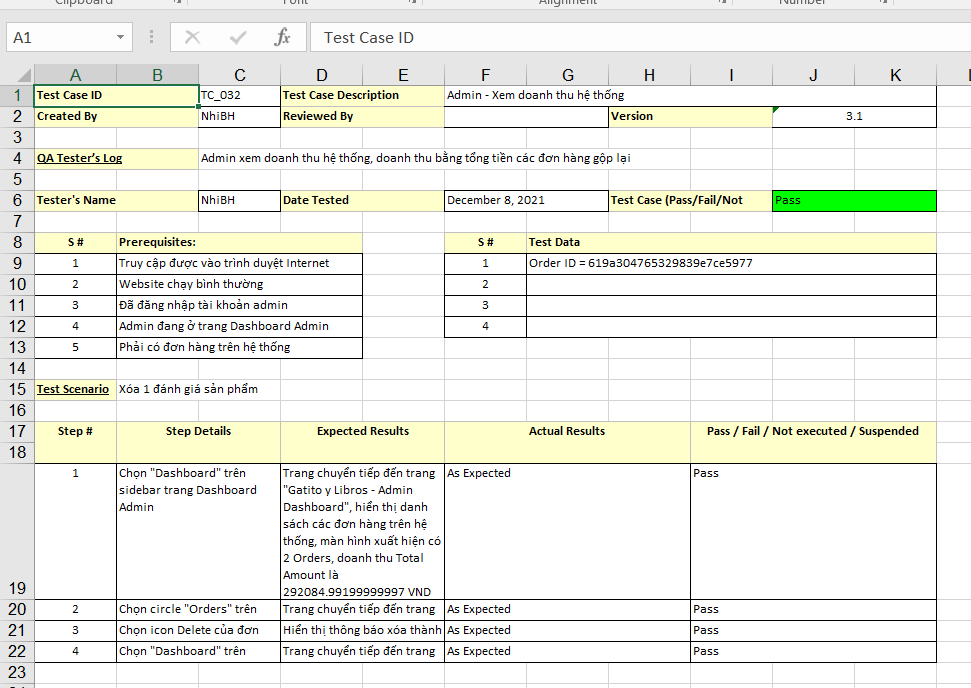 Clipboard Font Alignment Number
A1 fx Test Case ID
A B C D E F G H I J K
1 Test Case ID TC_032 Test Case Description Admin - Xem doanh thu hệ thống
2 Created By NhiBH Reviewed By Version 3.1
3
4 QA Tester's Log Admin xem doanh thu hệ thống, doanh thu bằng tổng tiền các đơn hàng gộp lại
5
6 Tester's Name NhiBH Date Tested December 8, 2021 Test Case (Pass/Fail/Not Pass
7
8 S # Prerequisites: S # Test Data
9 1 Truy cập được vào trình duyệt Internet 1 Order ID = 619a304765329839e7ce5977
10 2 Website chạy bình thường 2
11 3 Đã đăng nhập tài khoản admin 3
12 4 Admin đang ở trang Dashboard Admin 4
13 5 Phải có đơn hàng trên hệ thống
14
15 Test Scenario Xóa 1 đánh giá sản phẩm
16
17 Step # Step Details Expected Results Actual Results Pass / Fail / Not executed / Suspended
18
1 Chọn "Dashboard" trên Trang chuyển tiếp đến trang As Expected Pass
sidebar trang Dashboard "Gatito y Libros - Admin
Admin Dashboard", hiển thị danh
sách các đơn hàng trên hệ
thống, màn hình xuất hiện có
2 Orders, doanh thu Total
Amount là
19 292084.99199999997 VND
20 2 Chọn circle "Orders" trên Trang chuyển tiếp đến trang As Expected Pass
21 3 Chọn icon Delete của đơn Hiển thị thông báo xóa thành As Expected Pass
22 4 Chọn "Dashboard" trên Trang chuyển tiếp đến trang As Expected Pass
23